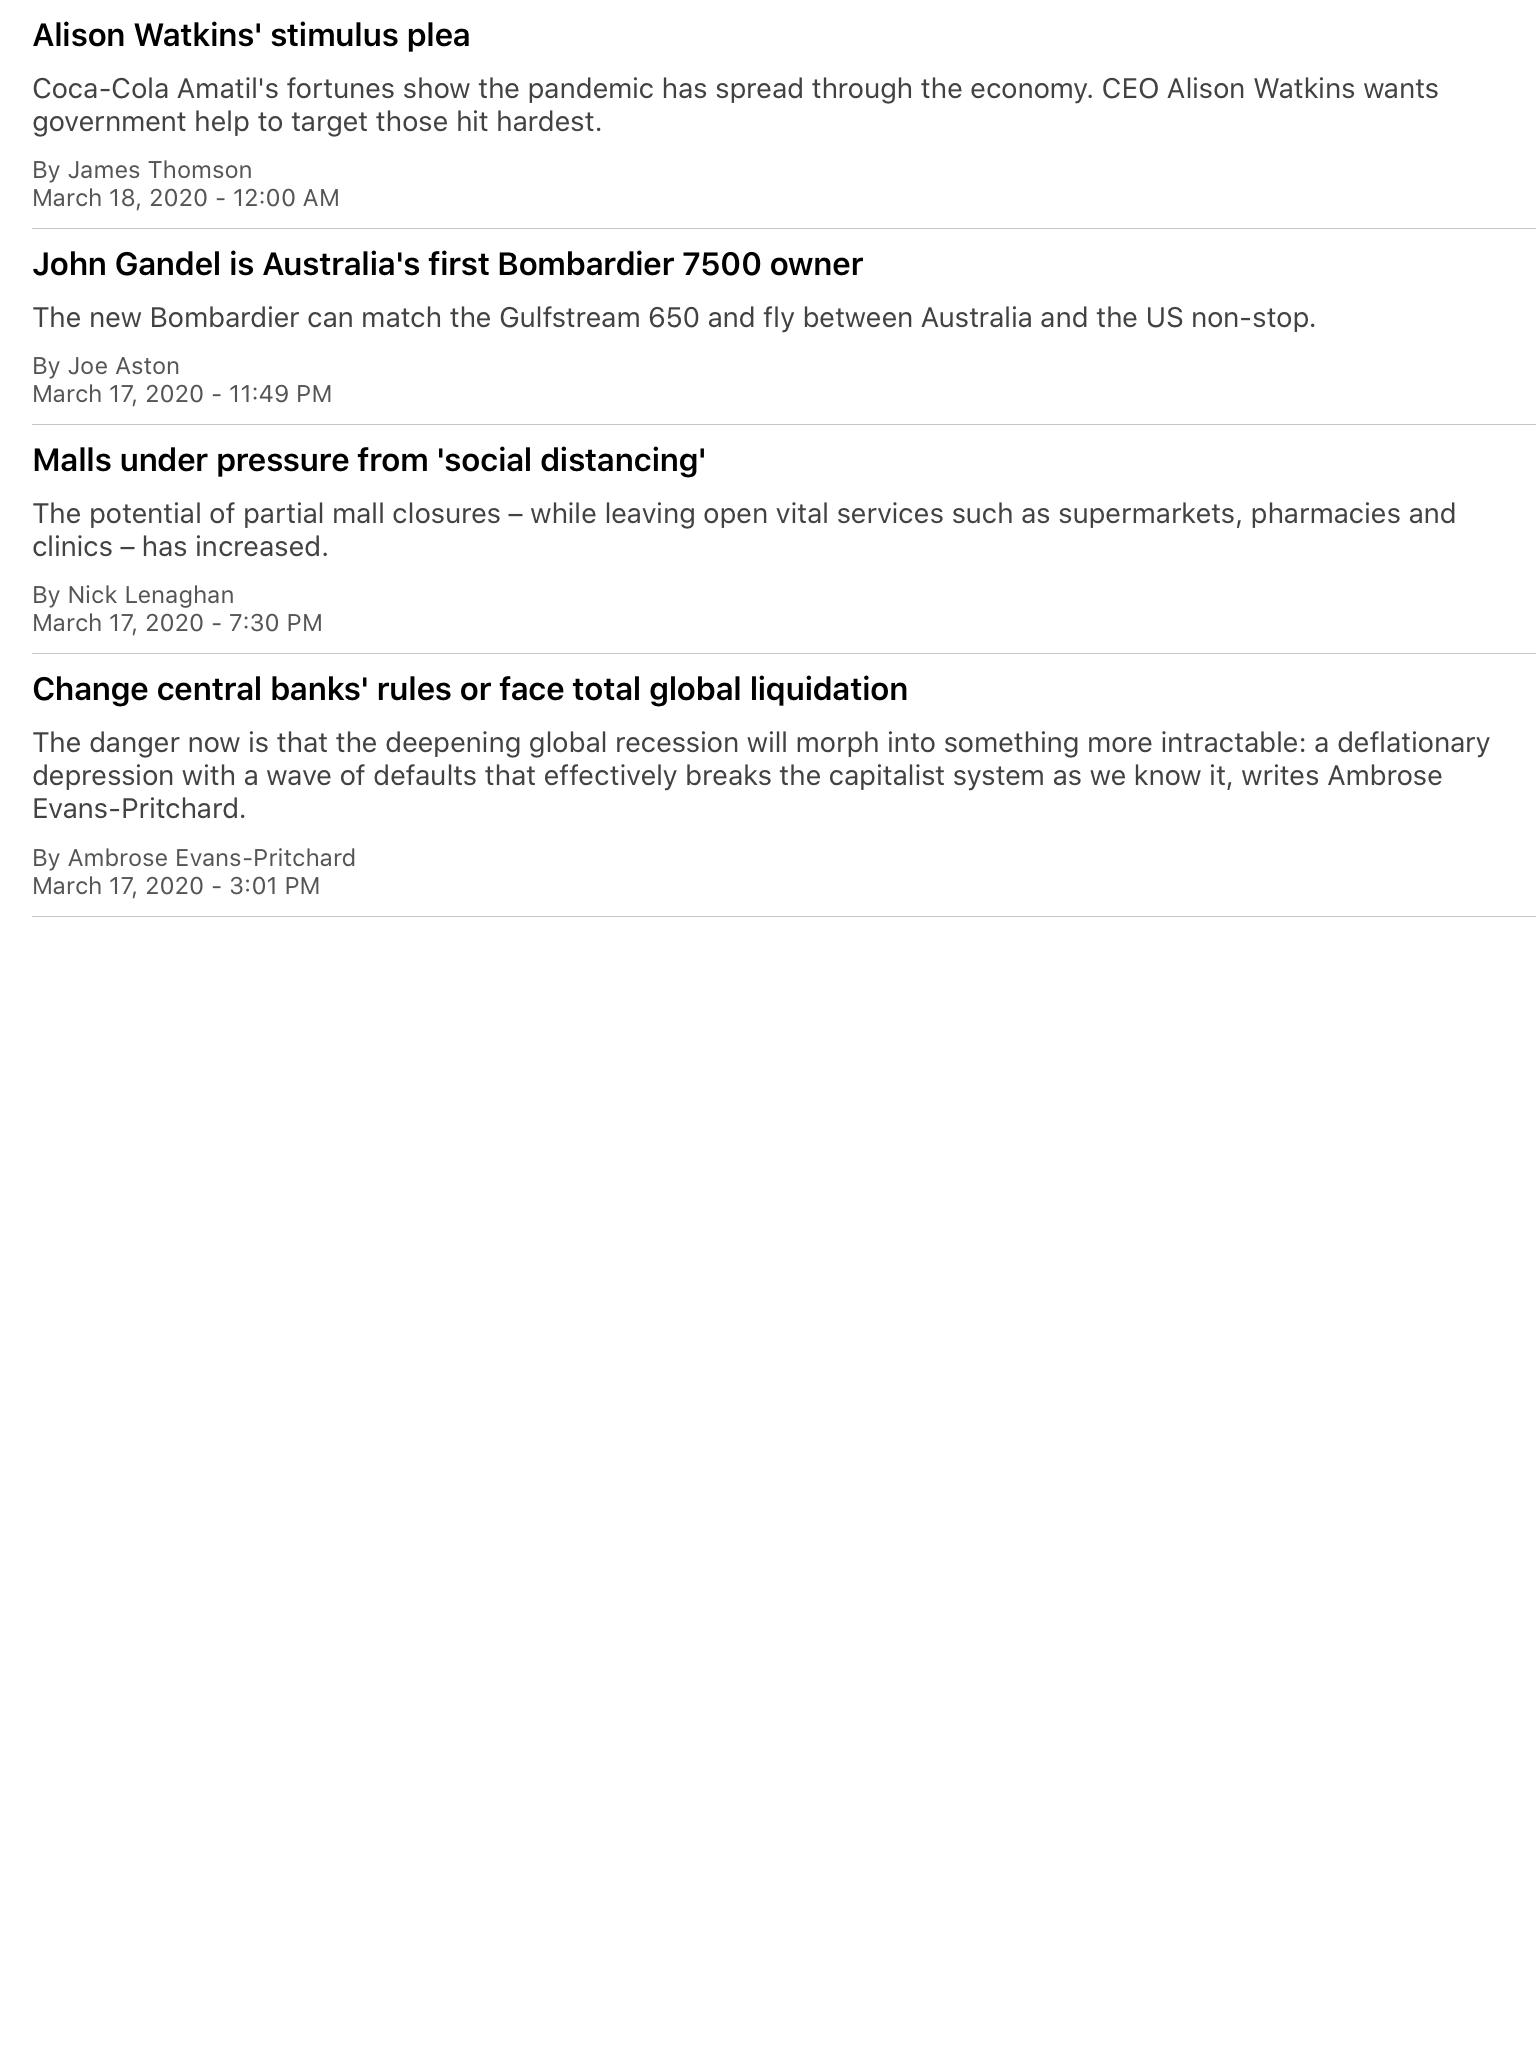 Alison Watkins' stimulus plea
Coca-Cola Amatil's fortunes show the pandemic has spread through the economy. CEO Alison Watkins wants
government help to target those hit hardest.
By James Thomson
March 18, 2020 - 12:00 AM
John Gandel is Australia's first Bombardier 7500 owner
The new Bombardier can match the Gulfstream 650 and fly between Australia and the US non-stop.
By Joe Aston
March 17, 2020 - 11:49 PM
Malls under pressure from 'social distancing'
The potential of partial mall closures – while leaving open vital services such as supermarkets, pharmacies and
clinics – has increased.
By Nick Lenaghan
March 17, 2020 - 7:30 PM
Change central banks' rules or face total global liquidation
The danger now is that the deepening global recession will morph into something more intractable: a deflationary
depression with a wave of defaults that effectively breaks the capitalist system as we know it, writes Ambrose
Evans-Pritchard.
By Ambrose Evans-Pritchard
March 17, 2020 - 3:01 PM